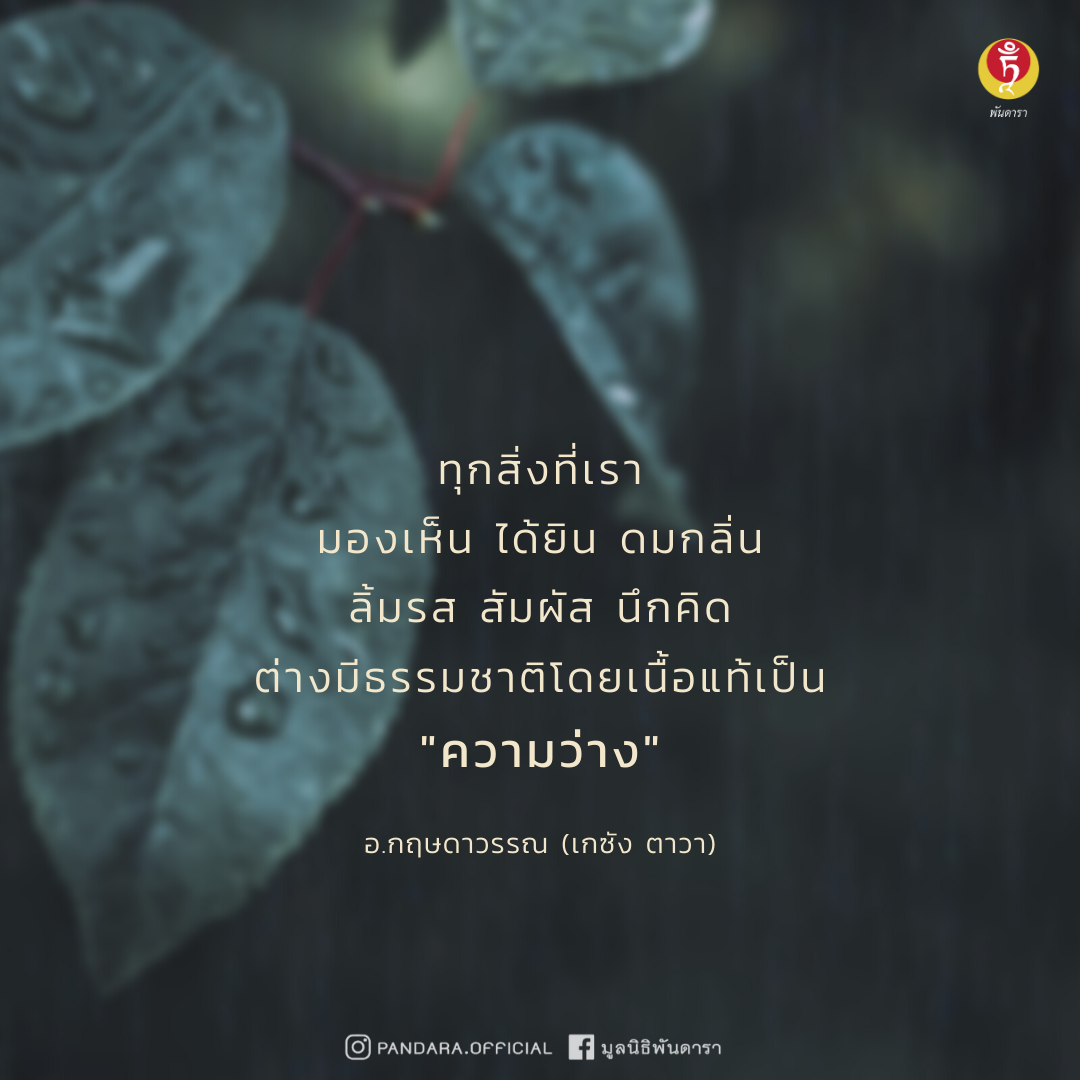 พันดารา
ทุกสิ่งที่เรา
มองเห็น ได้ยิน ดมกลิ่น
ลิ้มรส สัมผัส นึกคิด
ต่างมีธรรมชาติโดยเนื้อแท้เป็น
"ความว่าง"
อ.กฤษดาวรรณ (เกซัง ตาวา)
PANDARA.OFFICIAL มูลนิธิพันดารา